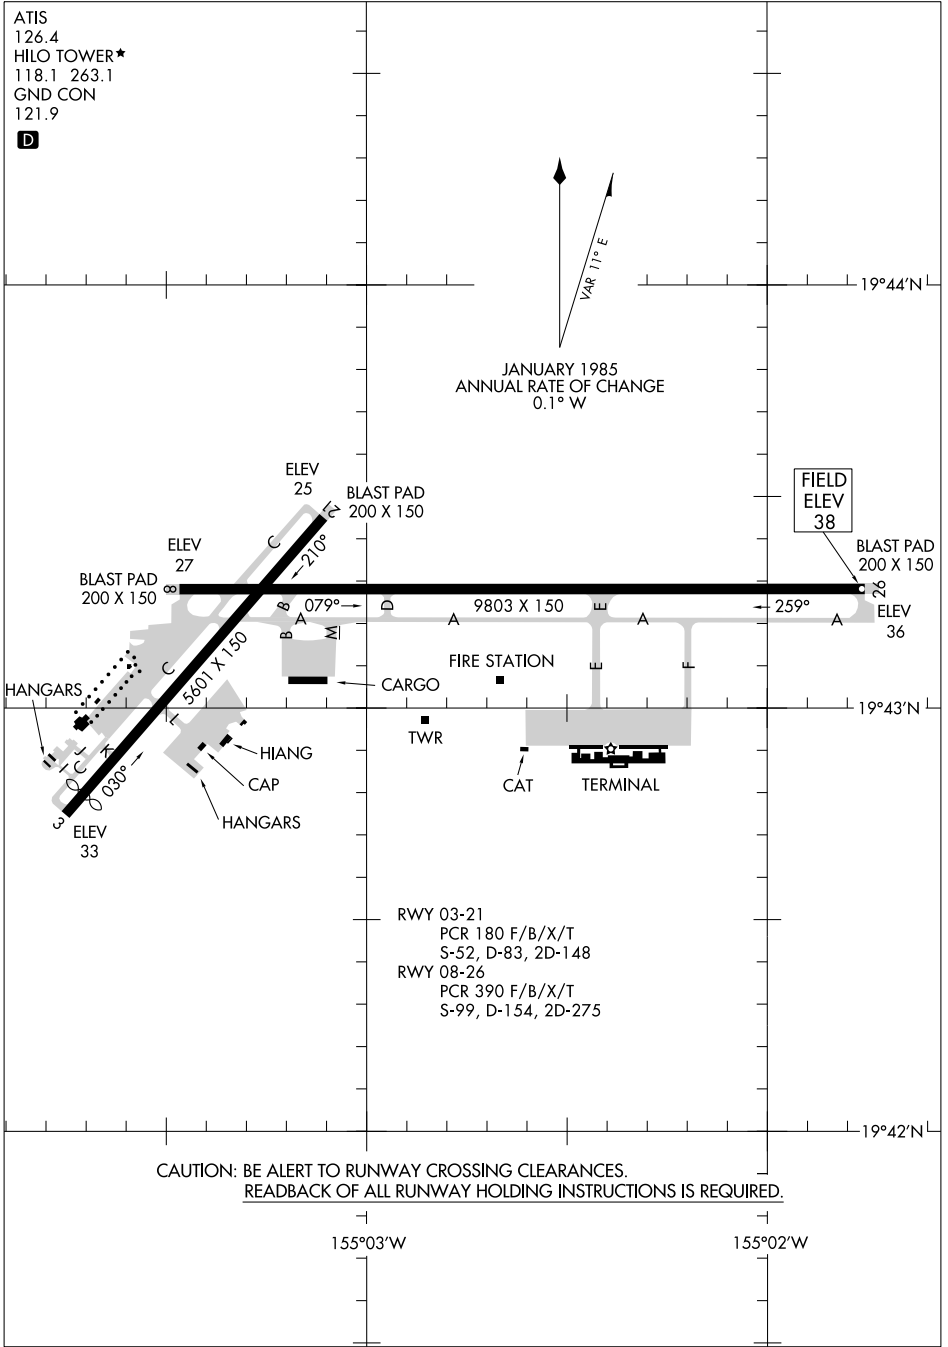 ATIS
126.4
HILO TOWER★
118.1 263.1
GND CON
121.9
D
VAR 11° E
19°44'N
JANUARY 1985
ANNUAL RATE OF CHANGE
0.1° W
ELEV
25
21
BLAST PAD
200 X 150
FIELD
ELEV
38
C
210°
ELEV
27
BLAST PAD
200 X 150
8
BLAST PAD
200 X 150
26
B
079°
D
9803 X 150
E
259°
ELEV
36
A
A
A
A
B
M
5601 X 150
C
FIRE STATION
E
F
CARGO
HANGARS
19°43'N
L
TWR
HIANG
J
K
I
C
CAP
CAT
TERMINAL
030°
HANGARS
3
ELEV
33
RWY 03-21
PCR 180 F/B/X/T
S-52, D-83, 2D-148
RWY 08-26
PCR 390 F/B/X/T
S-99, D-154, 2D-275
19°42'N
CAUTION: BE ALERT TO RUNWAY CROSSING CLEARANCES.
READBACK OF ALL RUNWAY HOLDING INSTRUCTIONS IS REQUIRED.
155°03'W
155°02'W